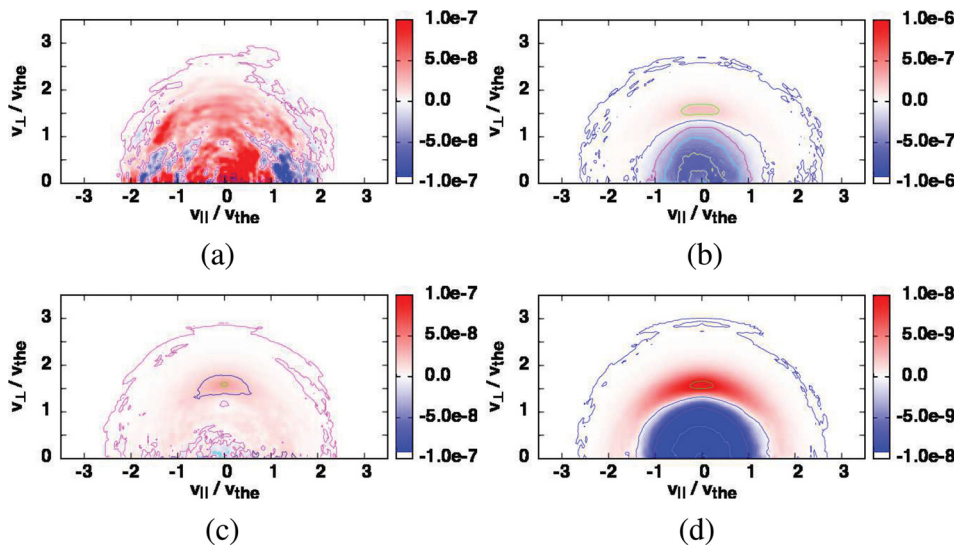 3
2
1
0
v⊥ / vthe
-3 -2 -1 0 1 2 3
v|| / vthe
1.0e-7
5.0e-8
0.0
-5.0e-8
-1.0e-7
(a)
3
2
1
0
v⊥ / vthe
-3 -2 -1 0 1 2 3
v|| / vthe
1.0e-6
5.0e-7
0.0
-5.0e-7
-1.0e-6
(b)
3
2
1
0
v⊥ / vthe
-3 -2 -1 0 1 2 3
v|| / vthe
1.0e-7
5.0e-8
0.0
-5.0e-8
-1.0e-7
(c)
3
2
1
0
v⊥ / vthe
-3 -2 -1 0 1 2 3
v|| / vthe
1.0e-8
5.0e-9
0.0
-5.0e-9
-1.0e-8
(d)